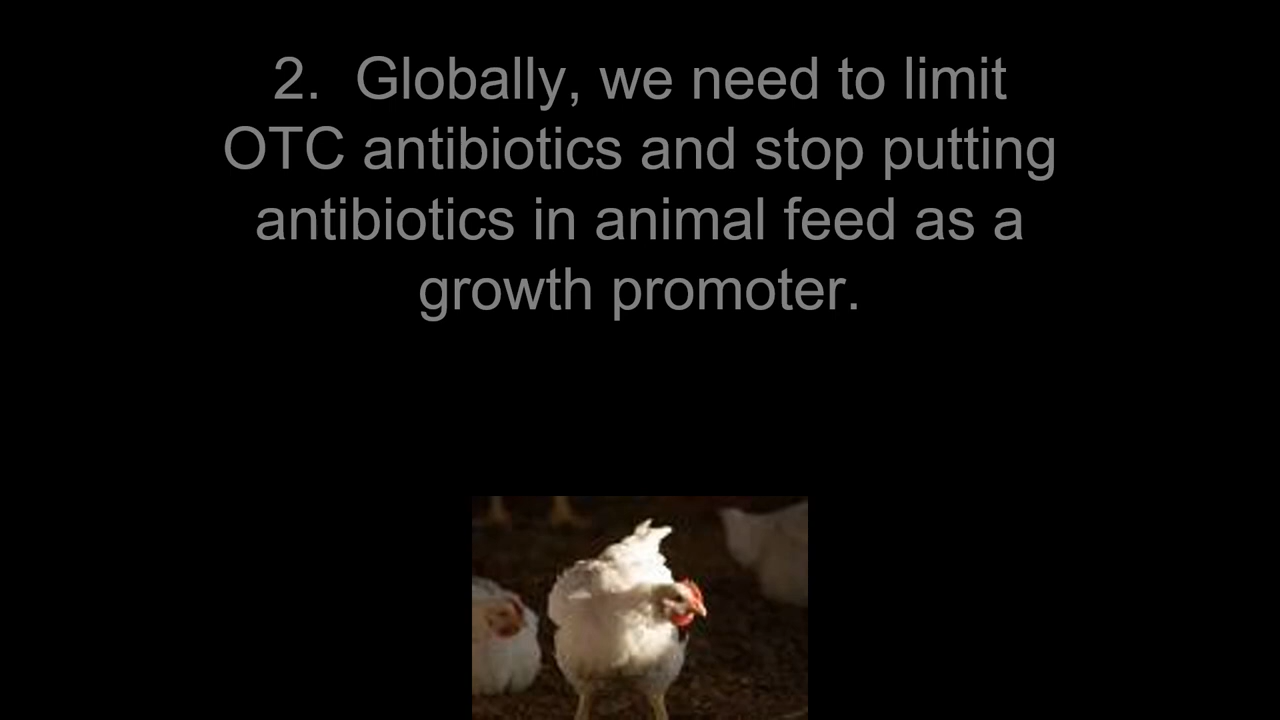 2.  Globally, we need to limit
OTC antibiotics and stop putting
antibiotics in animal feed as a
growth promoter.